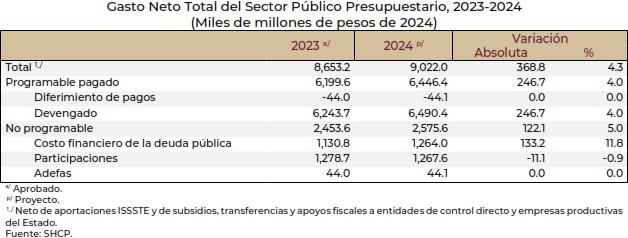 Gasto Neto Total del Sector Público Presupuestario, 2023-2024
(Miles de millones de pesos de 2024)
2023 a/ 2024 p/ Variación
Absoluta %
Total 1_/ 8,653.2 9,022.0 368.8 4.3
Programable pagado 6,199.6 6,446.4 246.7 4.0
Diferimiento de pagos -44.0 -44.1 0.0 0.0
Devengado 6,243.7 6,490.4 246.7 4.0
No programable 2,453.6 2,575.6 122.1 5.0
Costo financiero de la deuda pública 1,130.8 1,264.0 133.2 11.8
Participaciones 1,278.7 1,267.6 -11.1 -0.9
Adefas 44.0 44.1 0.0 0.0
a/ Aprobado.
p/ Proyecto.
1_/ Neto de aportaciones ISSSTE y de subsidios, transferencias y apoyos fiscales a entidades de control directo y empresas productivas
del Estado.
Fuente: SHCP.